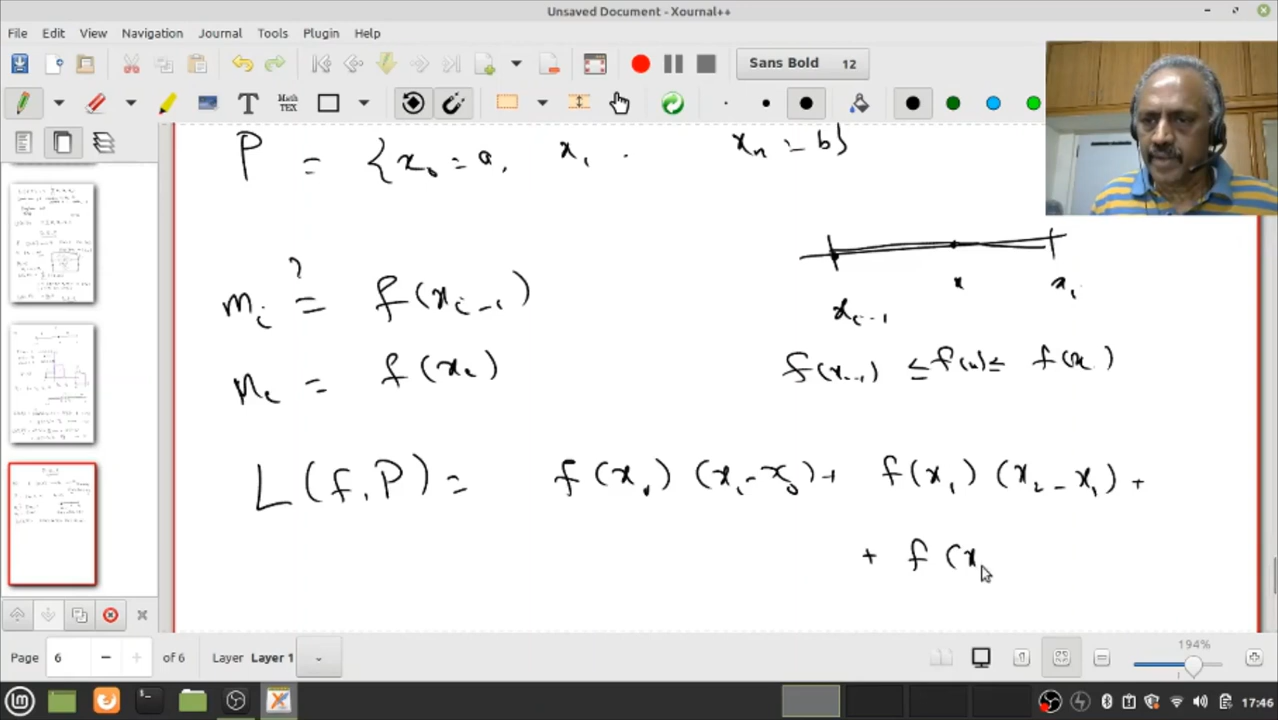 Unsaved Document - Xournal++
File Edit View Navigation Journal Tools Plugin Help
Sans Bold 12
P = {x₀ = a, x₁ . xₙ = b}
mᵢ ?= f(xᵢ₋₁)
Mᵢ = f(xᵢ)
x
xᵢ
xᵢ₋₁
f(xᵢ₋₁) ≤ f(x) ≤ f(xᵢ)
L(f, P) = f(x₀) (x₁ - x₀) + f(x₁) (x₂ - x₁) +
+ f (x
Page 6 of 6 Layer Layer 1
194%
17:46